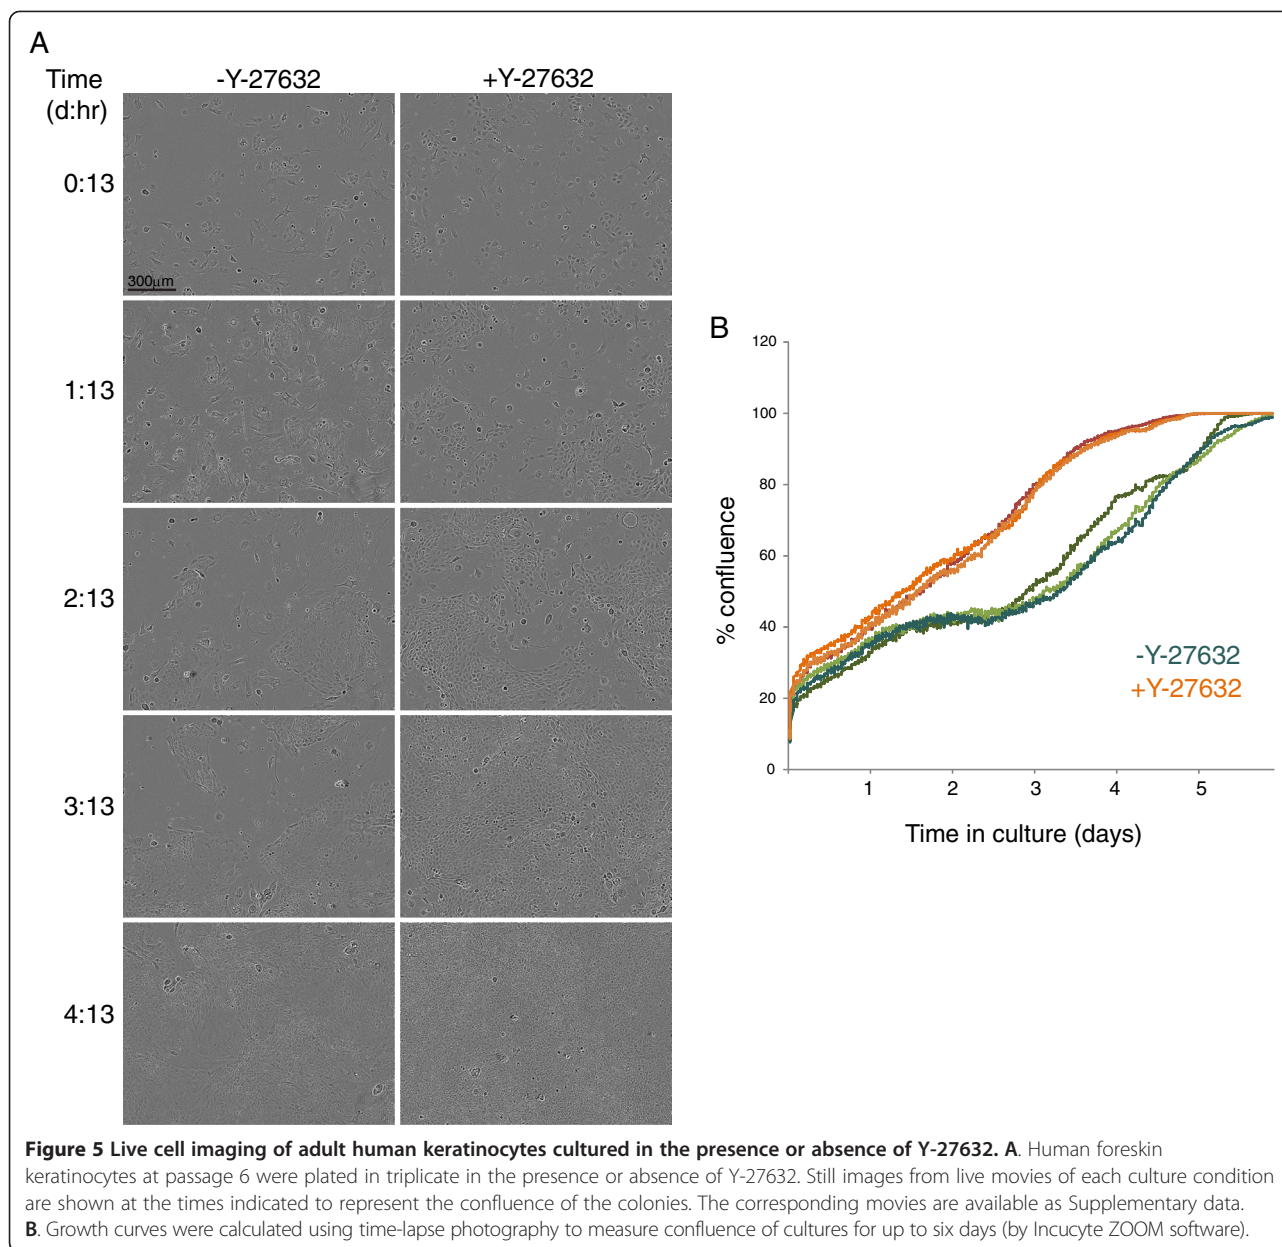 A
Time
(d:hr)
-Y-27632
+Y-27632
0:13
300µm
1:13
2:13
3:13
4:13
B
120
100
80
60
40
20
0
% confluence
-Y-27632
+Y-27632
1 2 3 4 5
Time in culture (days)
Figure 5 Live cell imaging of adult human keratinocytes cultured in the presence or absence of Y-27632. A. Human foreskin
keratinocytes at passage 6 were plated in triplicate in the presence or absence of Y-27632. Still images from live movies of each culture condition
are shown at the times indicated to represent the confluence of the colonies. The corresponding movies are available as Supplementary data.
B. Growth curves were calculated using time-lapse photography to measure confluence of cultures for up to six days (by Incucyte ZOOM software).